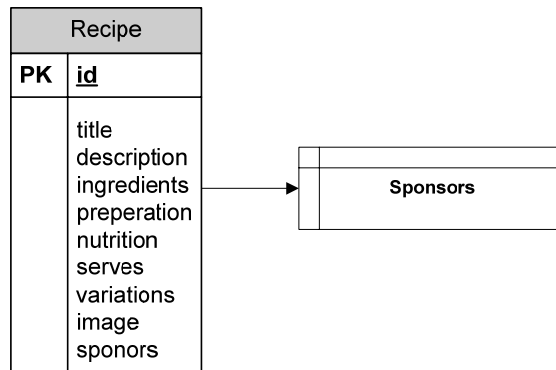 Recipe
PK id
title
description
ingredients
preperation
nutrition
serves
variations
image
sponors
Sponsors